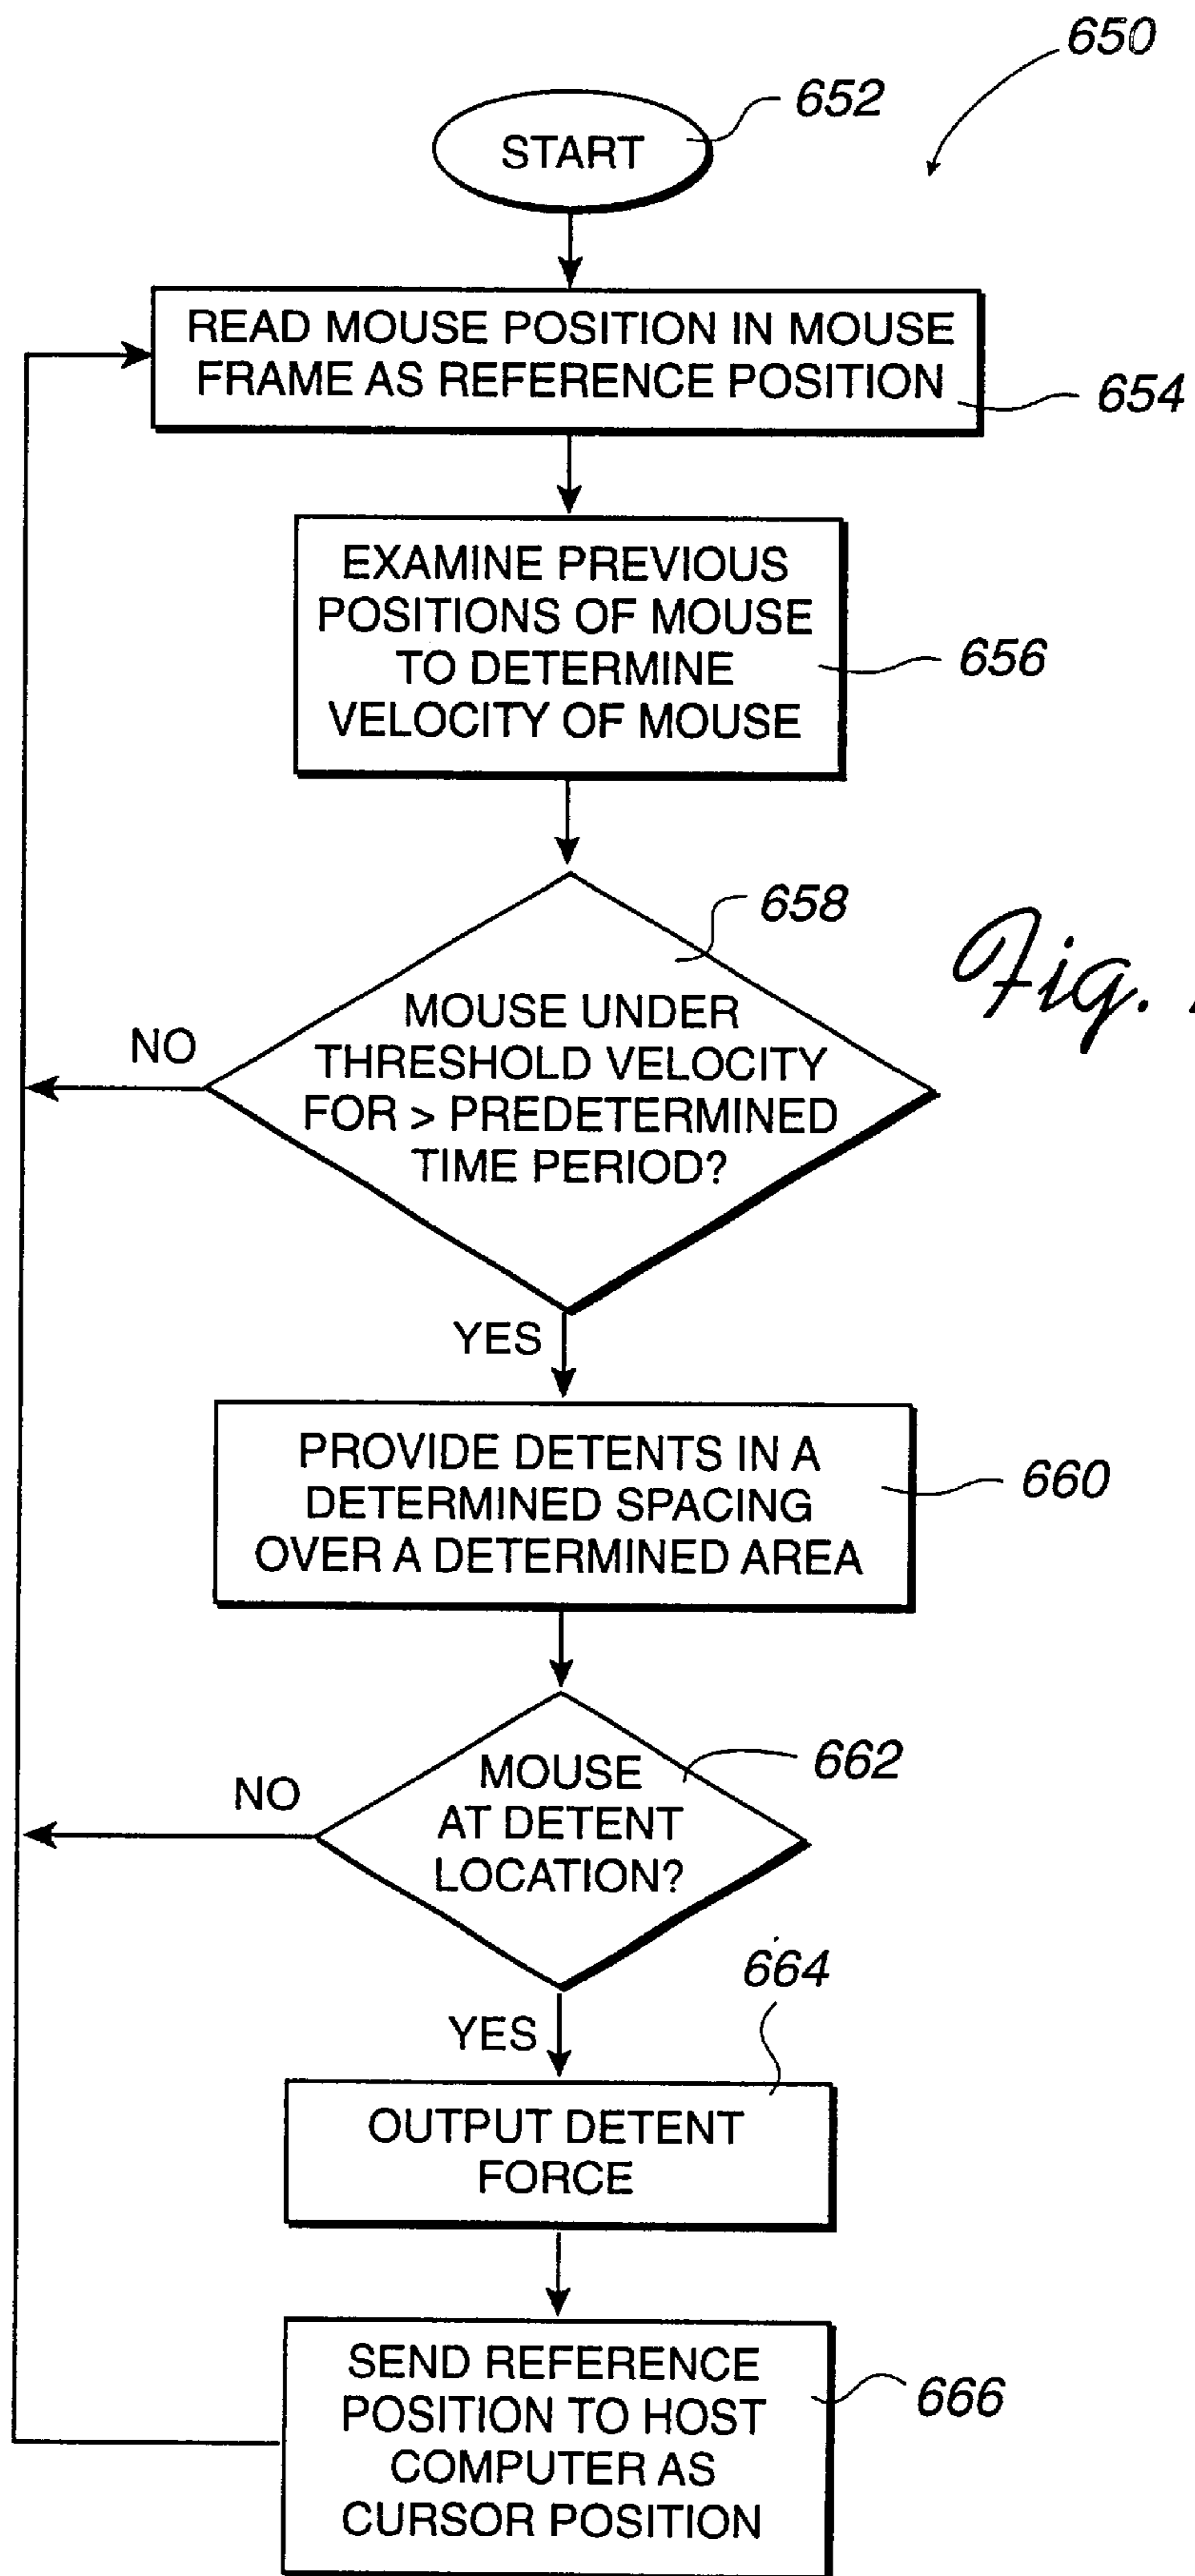 650
652
START
READ MOUSE POSITION IN MOUSE
FRAME AS REFERENCE POSITION
654
EXAMINE PREVIOUS
POSITIONS OF MOUSE
TO DETERMINE
VELOCITY OF MOUSE
656
658
Fig.
MOUSE UNDER
THRESHOLD VELOCITY
FOR > PREDETERMINED
TIME PERIOD?
NO
YES
PROVIDE DETENTS IN A
DETERMINED SPACING
OVER A DETERMINED AREA
660
MOUSE
AT DETENT
LOCATION?
662
NO
664
YES
OUTPUT DETENT
FORCE
SEND REFERENCE
POSITION TO HOST
COMPUTER AS
CURSOR POSITION
666